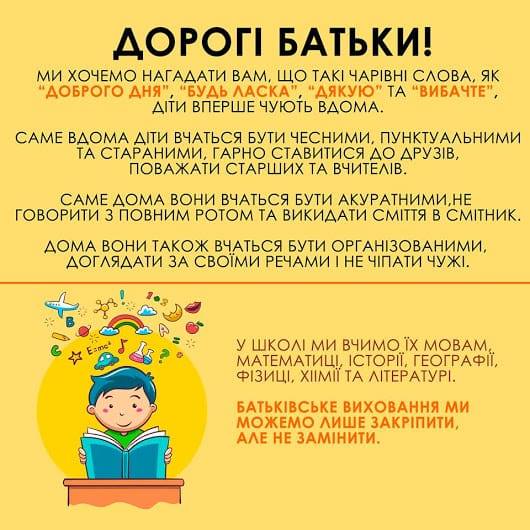 ДОРОГІ БАТЬКИ!
МИ ХОЧЕМО НАГАДАТИ ВАМ, ЩО ТАКІ ЧАРІВНІ СЛОВА, ЯК
“ДОБРОГО ДНЯ”, “БУДЬ ЛАСКА”, “ДЯКУЮ” ТА “ВИБАЧТЕ”,
ДІТИ ВПЕРШЕ ЧУЮТЬ ВДОМА.
САМЕ ВДОМА ДІТИ ВЧАТЬСЯ БУТИ ЧЕСНИМИ, ПУНКТУАЛЬНИМИ
ТА СТАРАНИМИ, ГАРНО СТАВИТИСЯ ДО ДРУЗІВ,
ПОВАЖАТИ СТАРШИХ ТА ВЧИТЕЛІВ.
САМЕ ДОМА ВОНИ ВЧАТЬСЯ БУТИ АКУРАТНИМИ,НЕ
ГОВОРИТИ З ПОВНИМ РОТОМ ТА ВИКИДАТИ СМІТТЯ В СМІТНИК.
ДОМА ВОНИ ТАКОЖ ВЧАТЬСЯ БУТИ ОРГАНІЗОВАНИМИ,
ДОГЛЯДАТИ ЗА СВОЇМИ РЕЧАМИ І НЕ ЧІПАТИ ЧУЖІ.
E=mc²
У ШКОЛІ МИ ВЧИМО ЇХ МОВАМ,
МАТЕМАТИЦІ, ІСТОРІЇ, ГЕОГРАФІЇ,
ФІЗИЦІ, ХІІМІЇ ТА ЛІТЕРАТУРІ.
БАТЬКІВСЬКЕ ВИХОВАННЯ МИ
МОЖЕМО ЛИШЕ ЗАКРІПИТИ,
АЛЕ НЕ ЗАМІНИТИ.